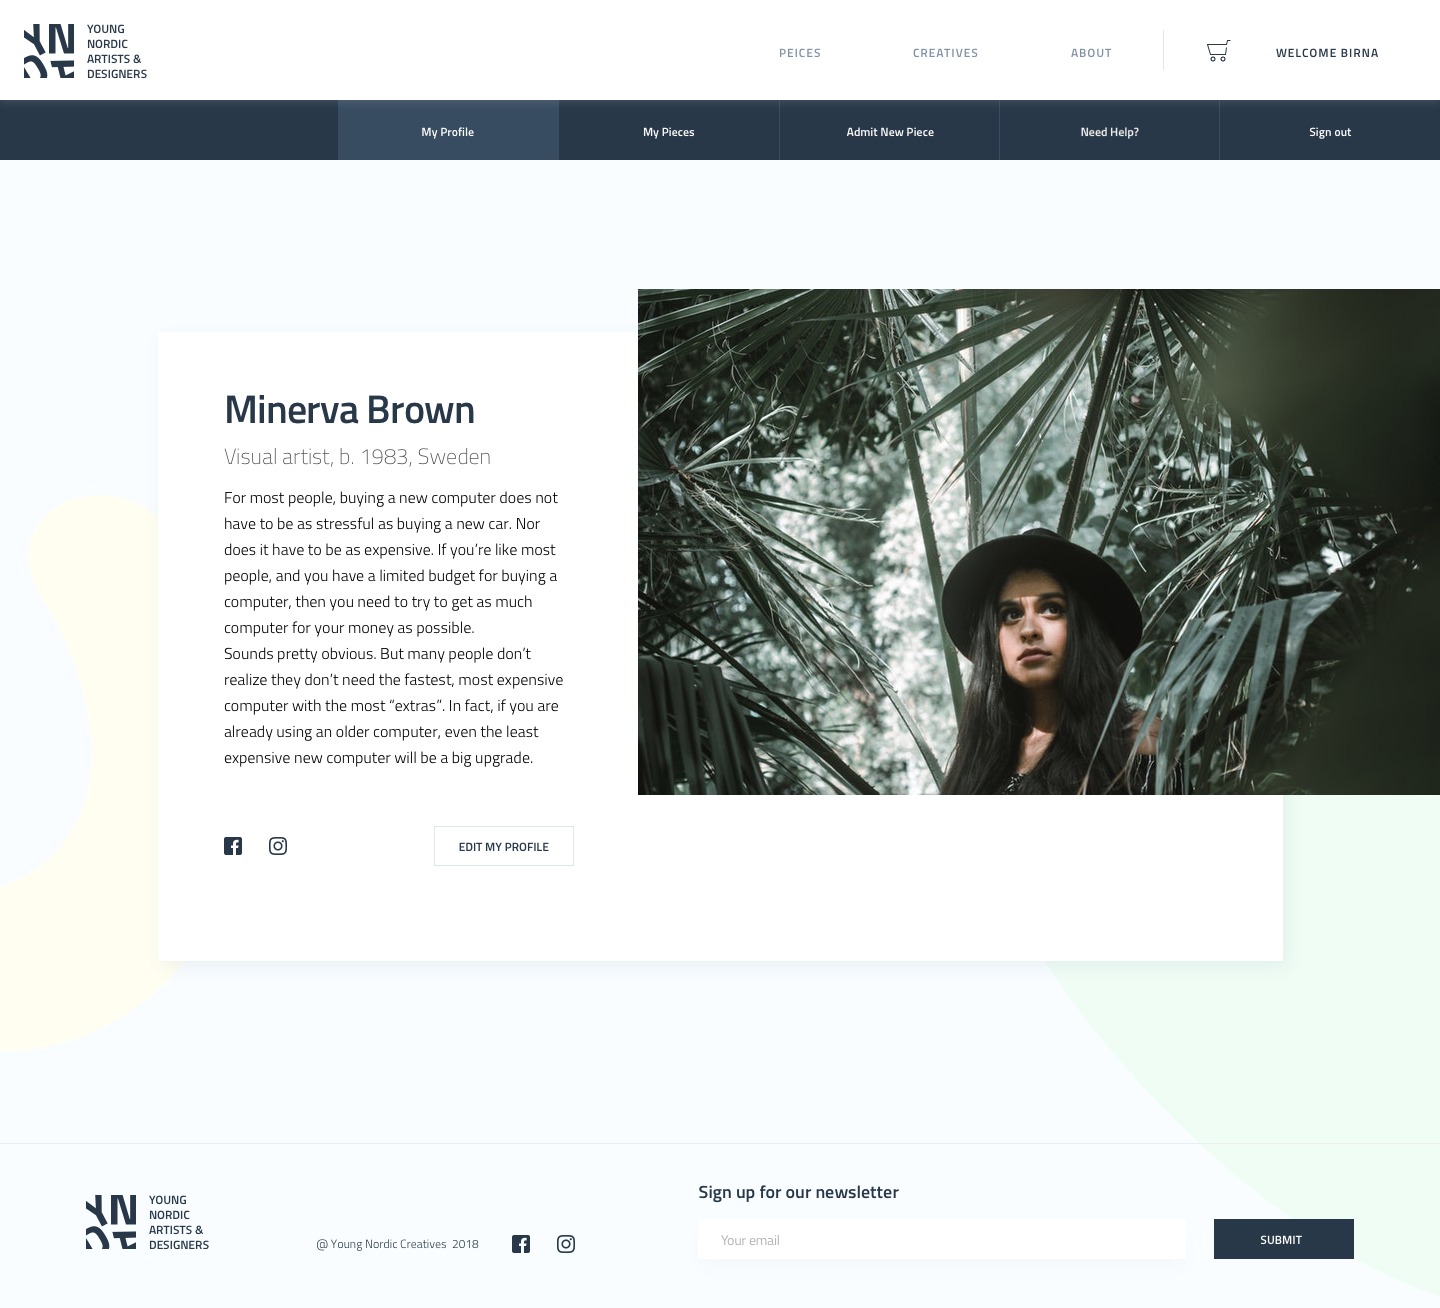 YOUNG
NORDIC
ARTISTS &
DESIGNERS
PEICES
CREATIVES
ABOUT
WELCOME BIRNA
My Profile
My Pieces
Admit New Piece
Need Help?
Sign out
Minerva Brown
Visual artist, b. 1983, Sweden
For most people, buying a new computer does not
have to be as stressful as buying a new car. Nor
does it have to be as expensive. If you’re like most
people, and you have a limited budget for buying a
computer, then you need to try to get as much
computer for your money as possible.
Sounds pretty obvious. But many people don’t
realize they don’t need the fastest, most expensive
computer with the most “extras”. In fact, if you are
already using an older computer, even the least
expensive new computer will be a big upgrade.
EDIT MY PROFILE
YOUNG
NORDIC
ARTISTS &
DESIGNERS
@ Young Nordic Creatives 2018
Sign up for our newsletter
Your email
SUBMIT